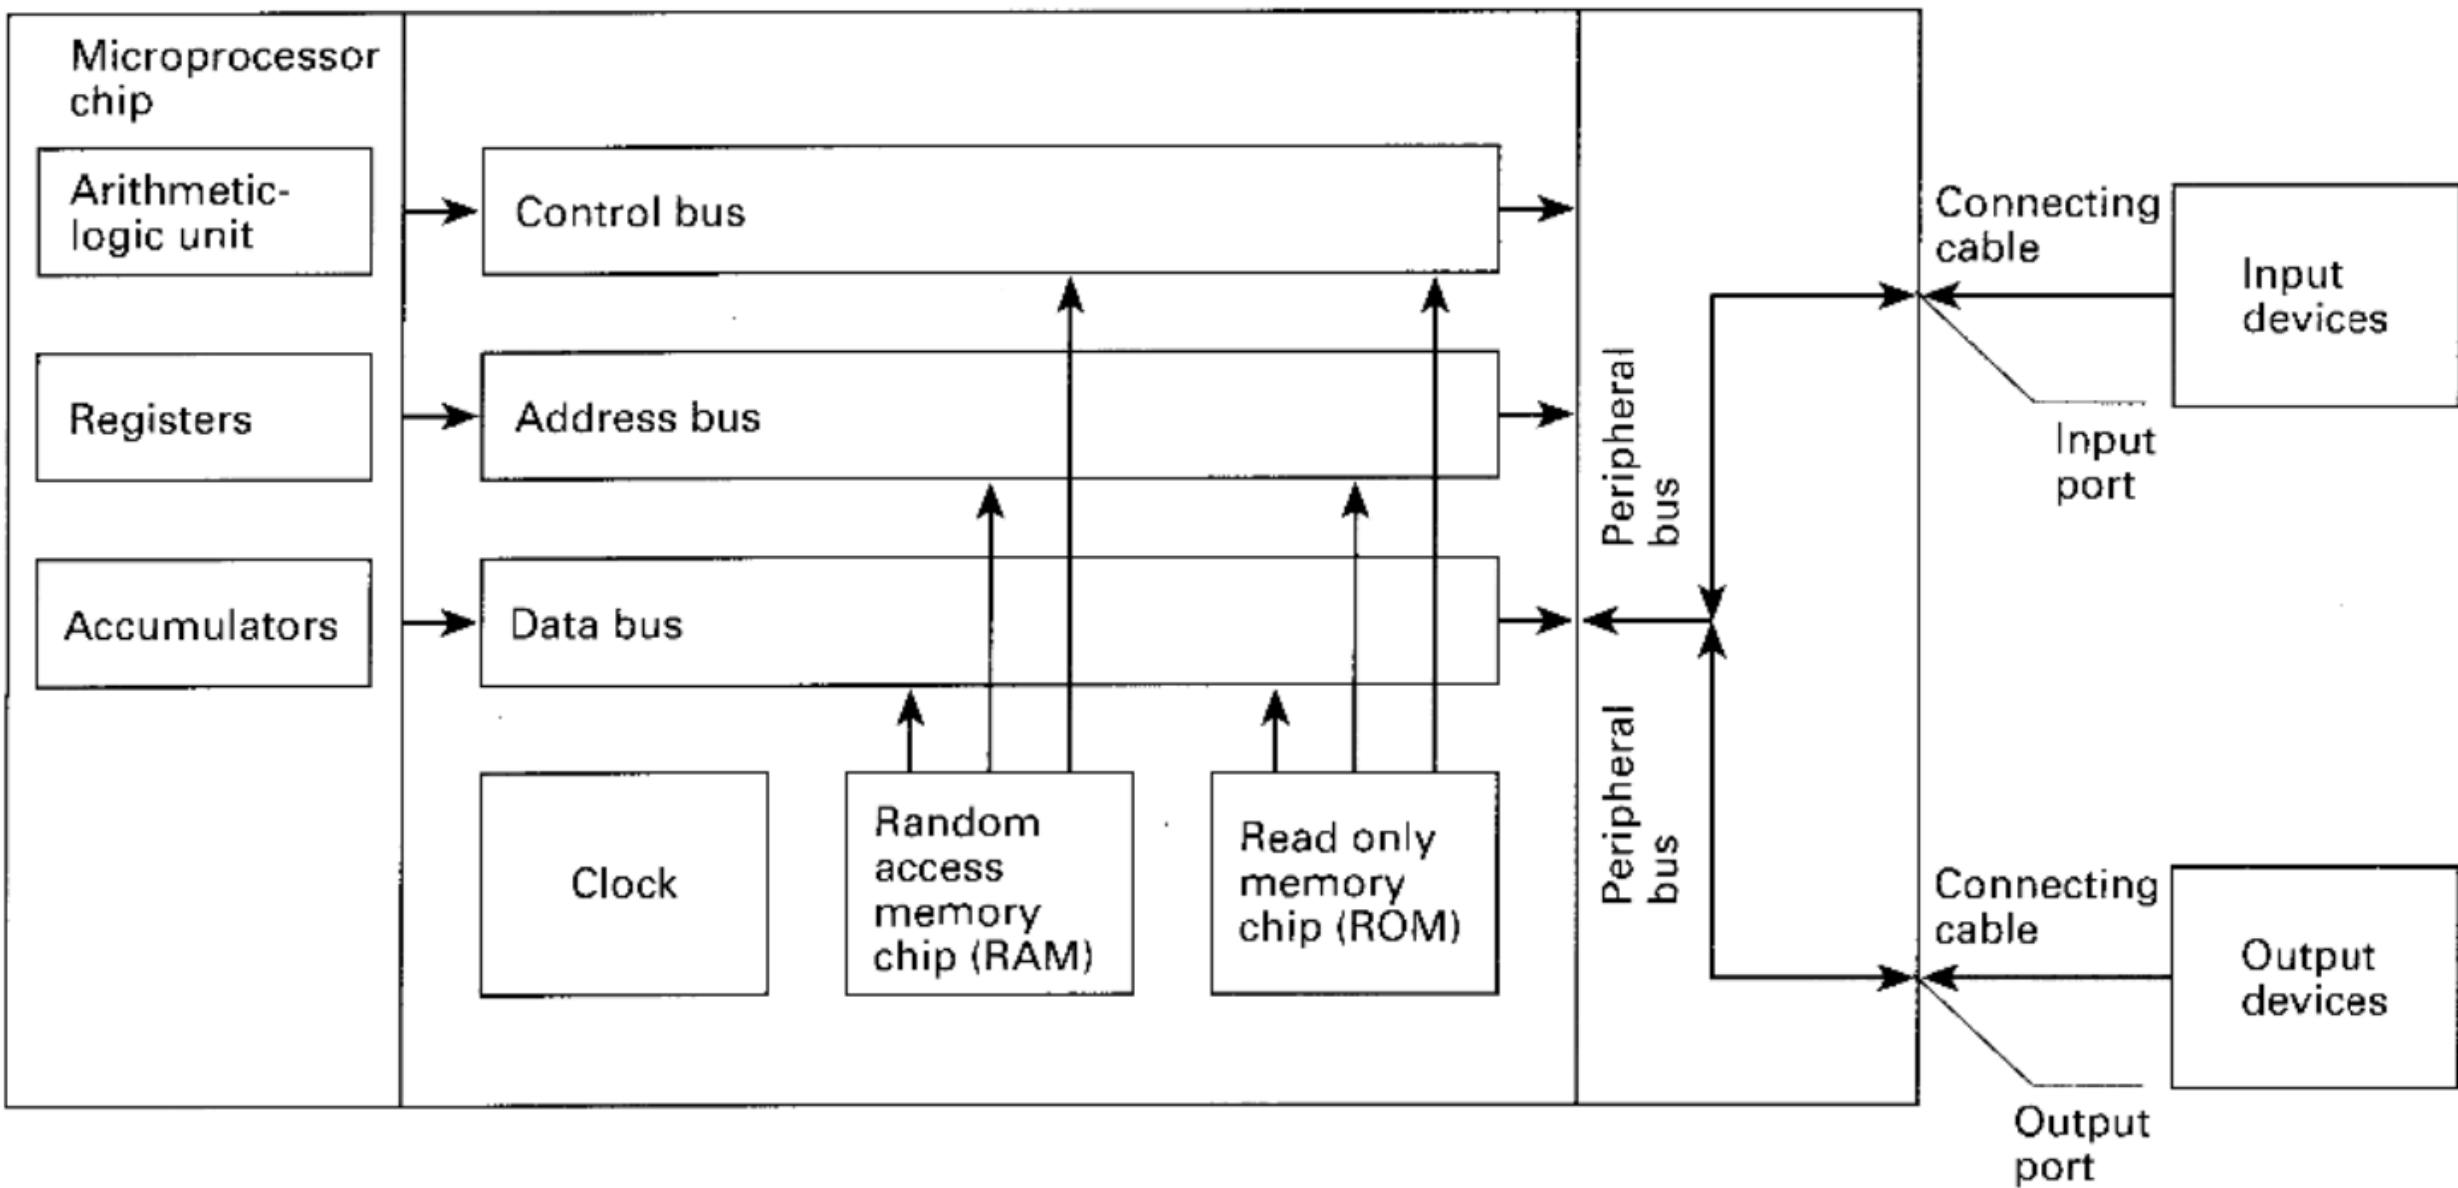 Microprocessor
chip
Arithmetic-
logic unit
Control bus
Registers
Address bus
Accumulators
Data bus
Clock
Random
access
memory
chip (RAM)
Read only
memory
chip (ROM)
Peripheral
bus
Peripheral
bus
Connecting
cable
Input
devices
Input
port
Connecting
cable
Output
devices
Output
port